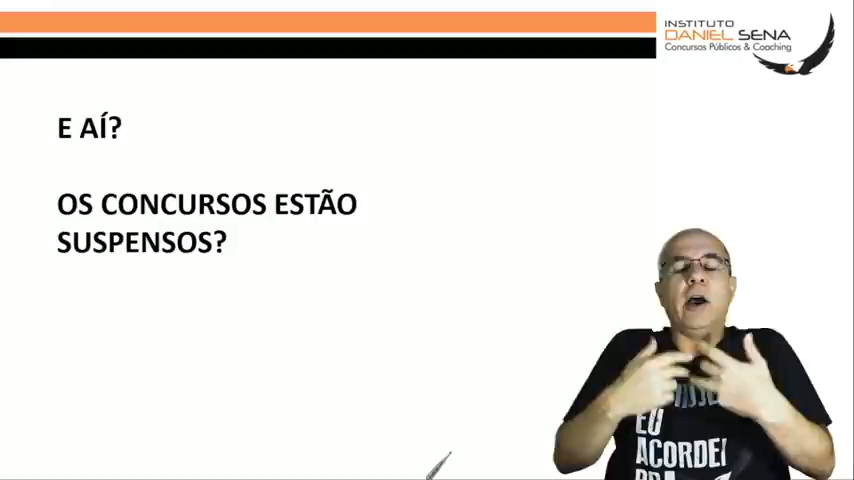 INSTITUTO
DANIEL SENA
Concursos Públicos & Coaching
E AÍ?
OS CONCURSOS ESTÃO
SUSPENSOS?
EU
ACORDEI